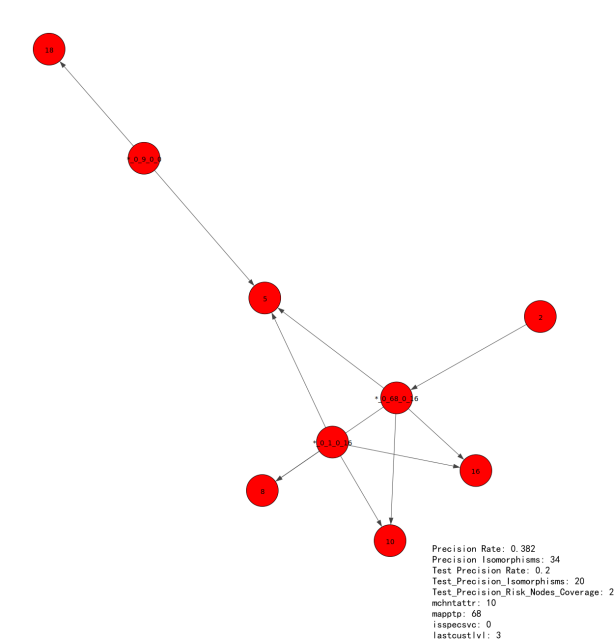 18
*_0_9_0_8
5
2
*_0_68_0_16
*_0_1_0_16
16
8
10
Precision Rate: 0.382
Precision Isomorphisms: 34
Test Precision Rate: 0.2
Test_Precision_Isomorphisms: 20
Test_Precision_Risk_Nodes_Coverage: 2
mchntattr: 10
mapptp: 68
isspecsvc: 0
lastcustlvl: 3